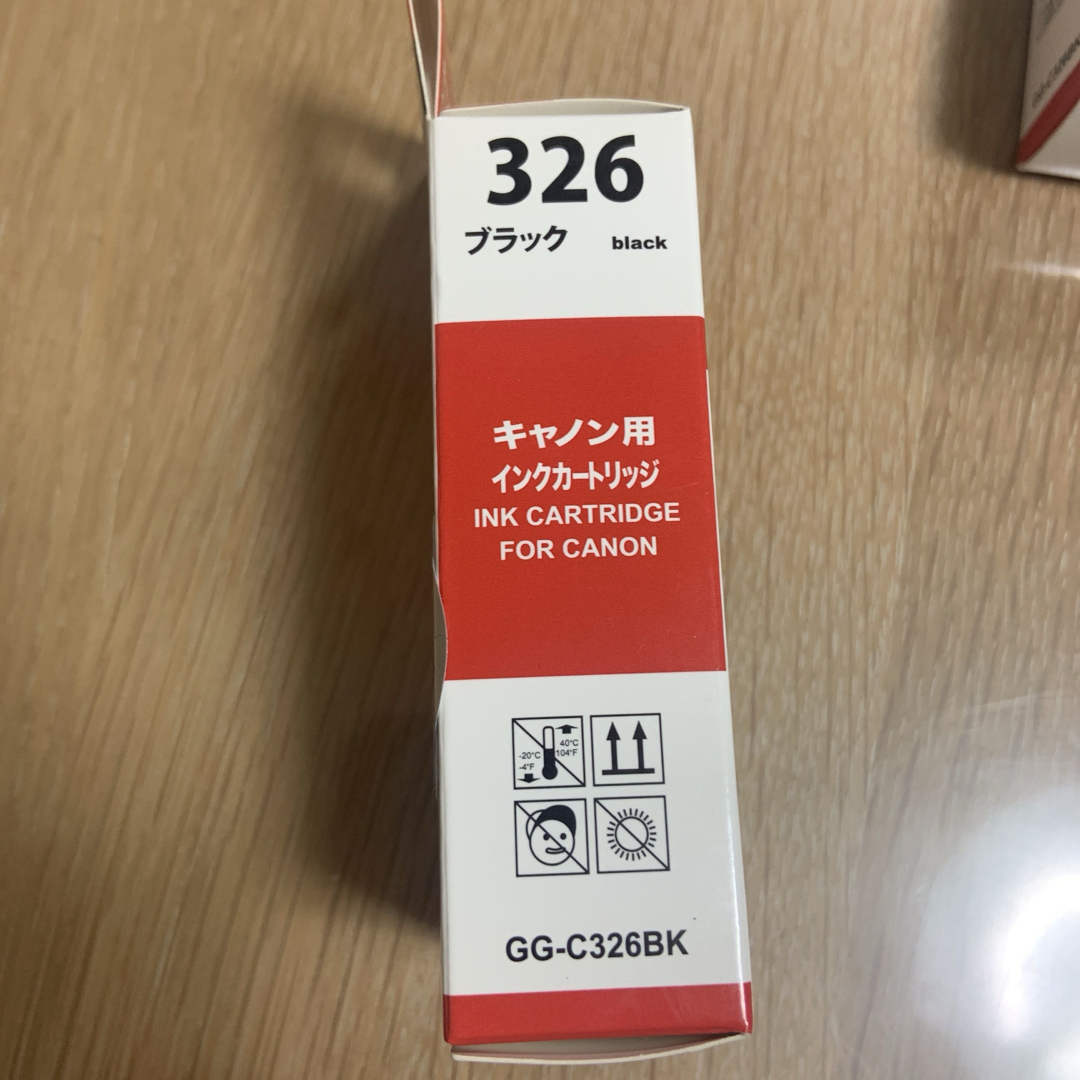 326
ブラック black
キャノン用
インクカートリッジ
INK CARTRIDGE
FOR CANON
40°C
-20°C 104°F
-4°F
GG-C326BK